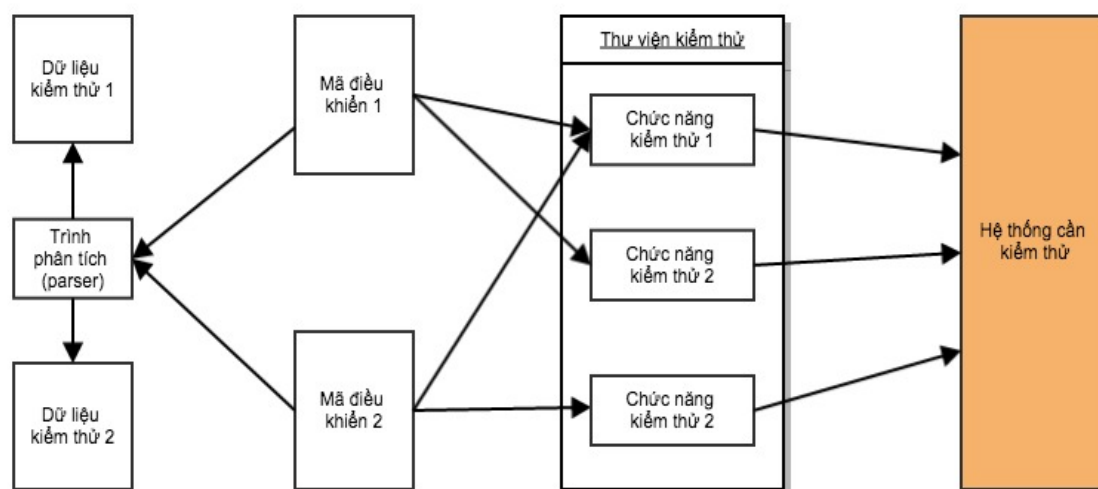 Dữ liệu
kiểm thử 1
Trình
phân tích
(parser)
Dữ liệu
kiểm thử 2
Mã điều
khiển 1
Mã điều
khiển 2
Thư viện kiểm thử
Chức năng
kiểm thử 1
Chức năng
kiểm thử 2
Chức năng
kiểm thử 2
Hệ thống cần
kiểm thử